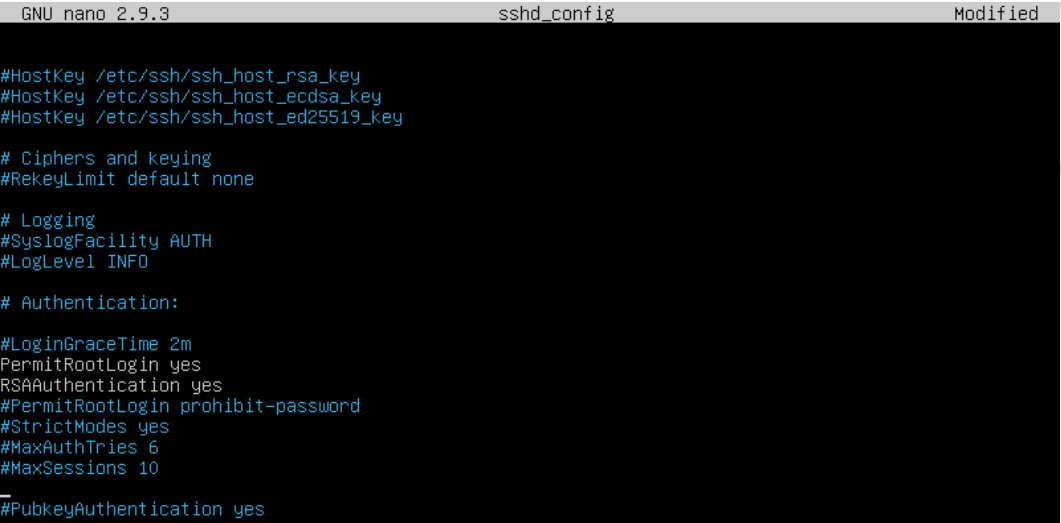 GNU nano 2.9.3 sshd_config Modified
#HostKey /etc/ssh/ssh_host_rsa_key
#HostKey /etc/ssh/ssh_host_ecdsa_key
#HostKey /etc/ssh/ssh_host_ed25519_key
# Ciphers and keying
#RekeyLimit default none
# Logging
#SyslogFacility AUTH
#LogLevel INFO
# Authentication:
#LoginGraceTime 2m
PermitRootLogin yes
RSAAuthentication yes
#PermitRootLogin prohibit-password
#StrictModes yes
#MaxAuthTries 6
#MaxSessions 10
#PubkeyAuthentication yes